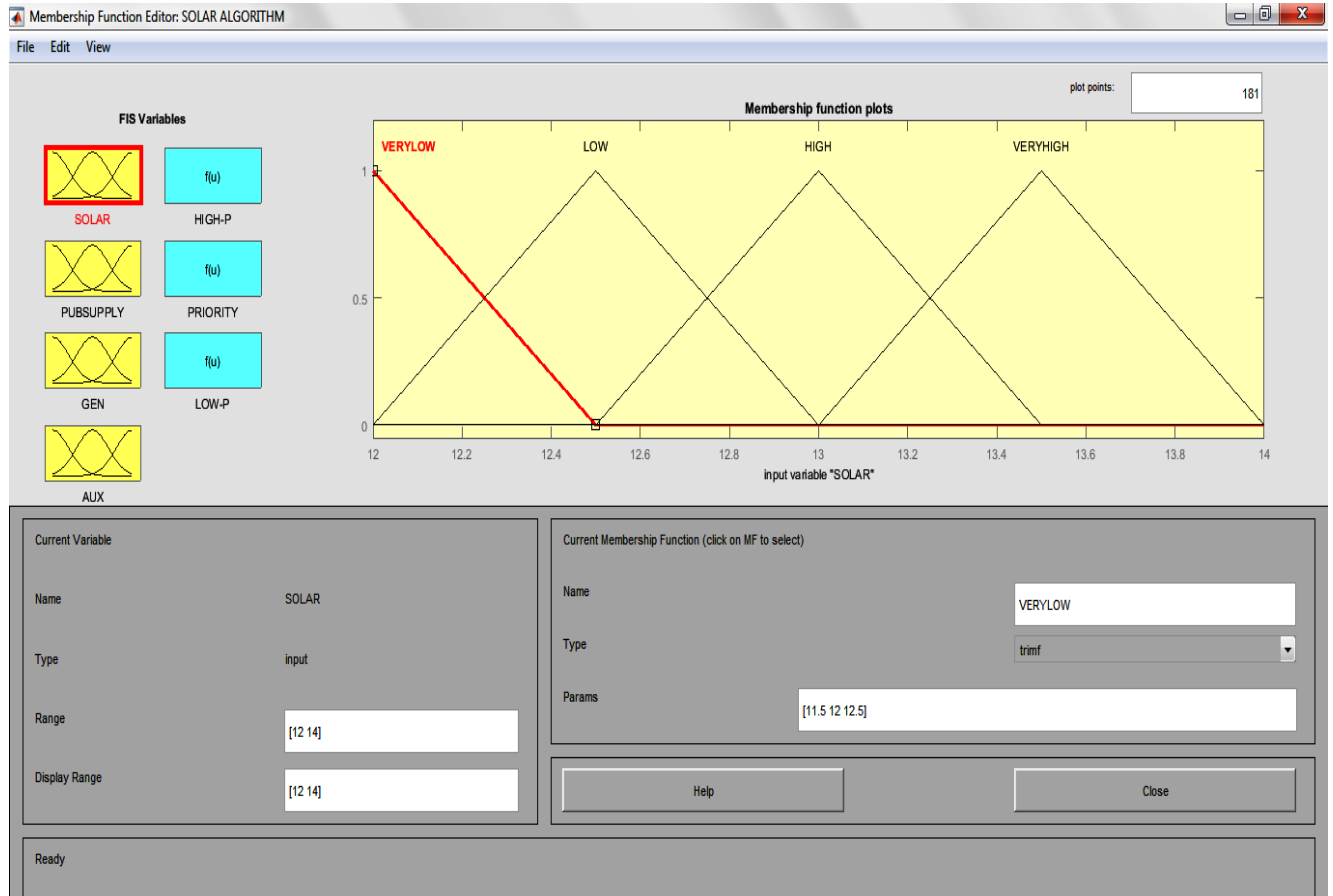 Membership Function Editor: SOLAR ALGORITHM
File Edit View
plot points: 181
FIS Variables
Membership function plots
f(u)
SOLAR HIGH-P
f(u)
PUBSUPPLY PRIORITY
f(u)
GEN LOW-P
AUX
VERYLOW LOW HIGH VERYHIGH
1
0.5
0
12 12.2 12.4 12.6 12.8 13 13.2 13.4 13.6 13.8 14
input variable "SOLAR"
Current Variable
Name SOLAR
Type input
Range [12 14]
Display Range [12 14]
Current Membership Function (click on MF to select)
Name VERYLOW
Type trimf
Params [11.5 12 12.5]
Help Close
Ready